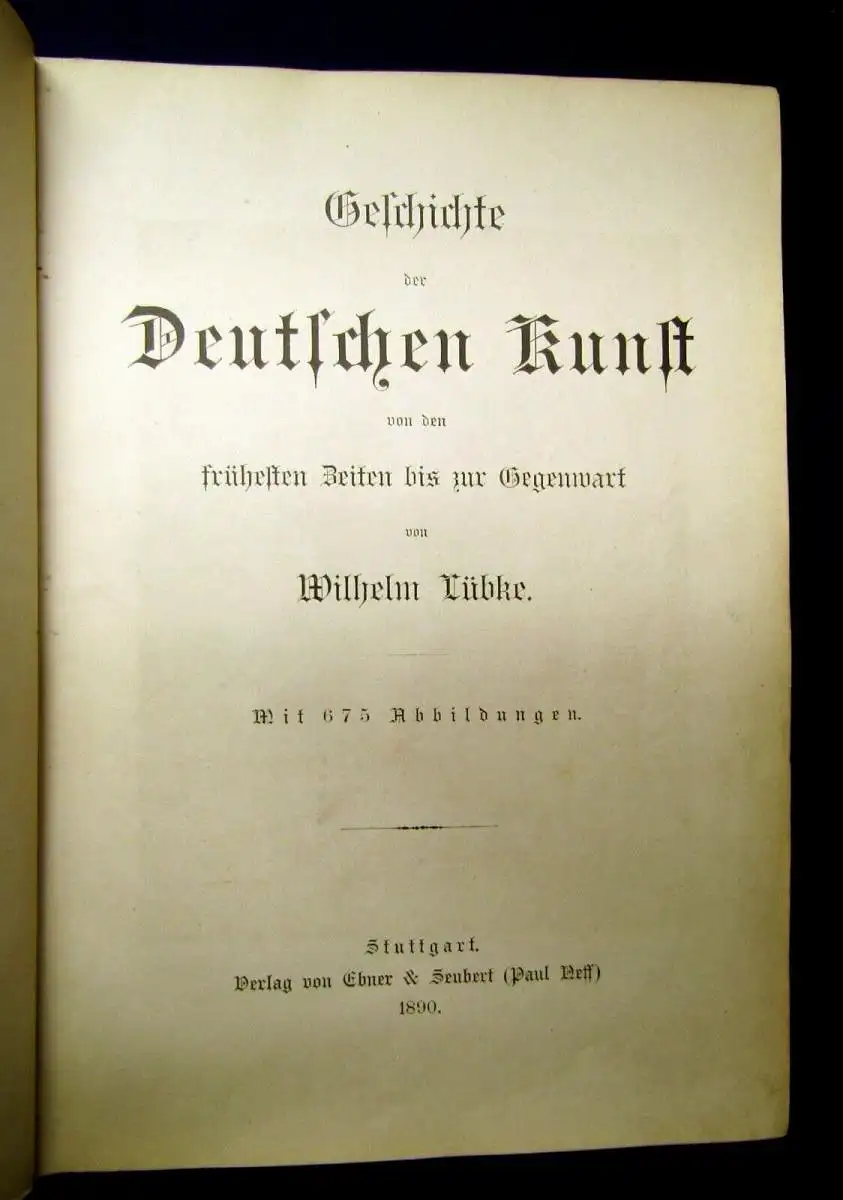 Geſchichte
der
Deutſchen Kunſt
von den
früheſten Zeiten bis zur Gegenwart
von
Wilhelm Lübke.
Mit 675 Abbildungen.
Stuttgart.
Verlag von Ebner & Seubert (Paul Neff)
1890.